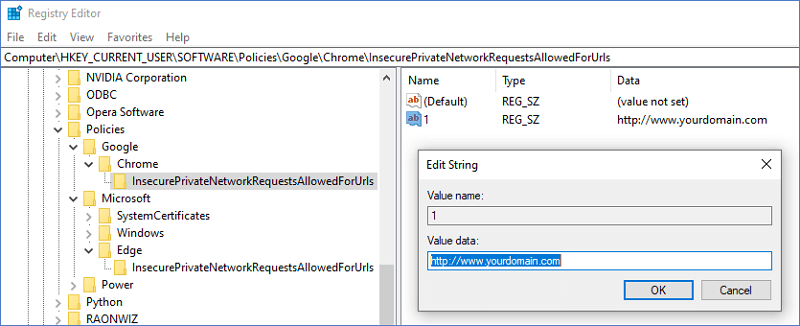 Registry Editor
File Edit View Favorites Help
Computer\HKEY_CURRENT_USER\SOFTWARE\Policies\Google\Chrome\InsecurePrivateNetworkRequestsAllowedForUrls
NVIDIA Corporation
ODBC
Opera Software
Policies
Google
Chrome
InsecurePrivateNetworkRequestsAllowedForUrls
Microsoft
SystemCertificates
Windows
Edge
InsecurePrivateNetworkRequestsAllowedForUrls
Power
Python
RAONWIZ
Name Type Data
ab (Default) REG_SZ (value not set)
ab 1 REG_SZ http://www.yourdomain.com
Edit String
Value name:
1
Value data:
http://www.yourdomain.com
OK Cancel